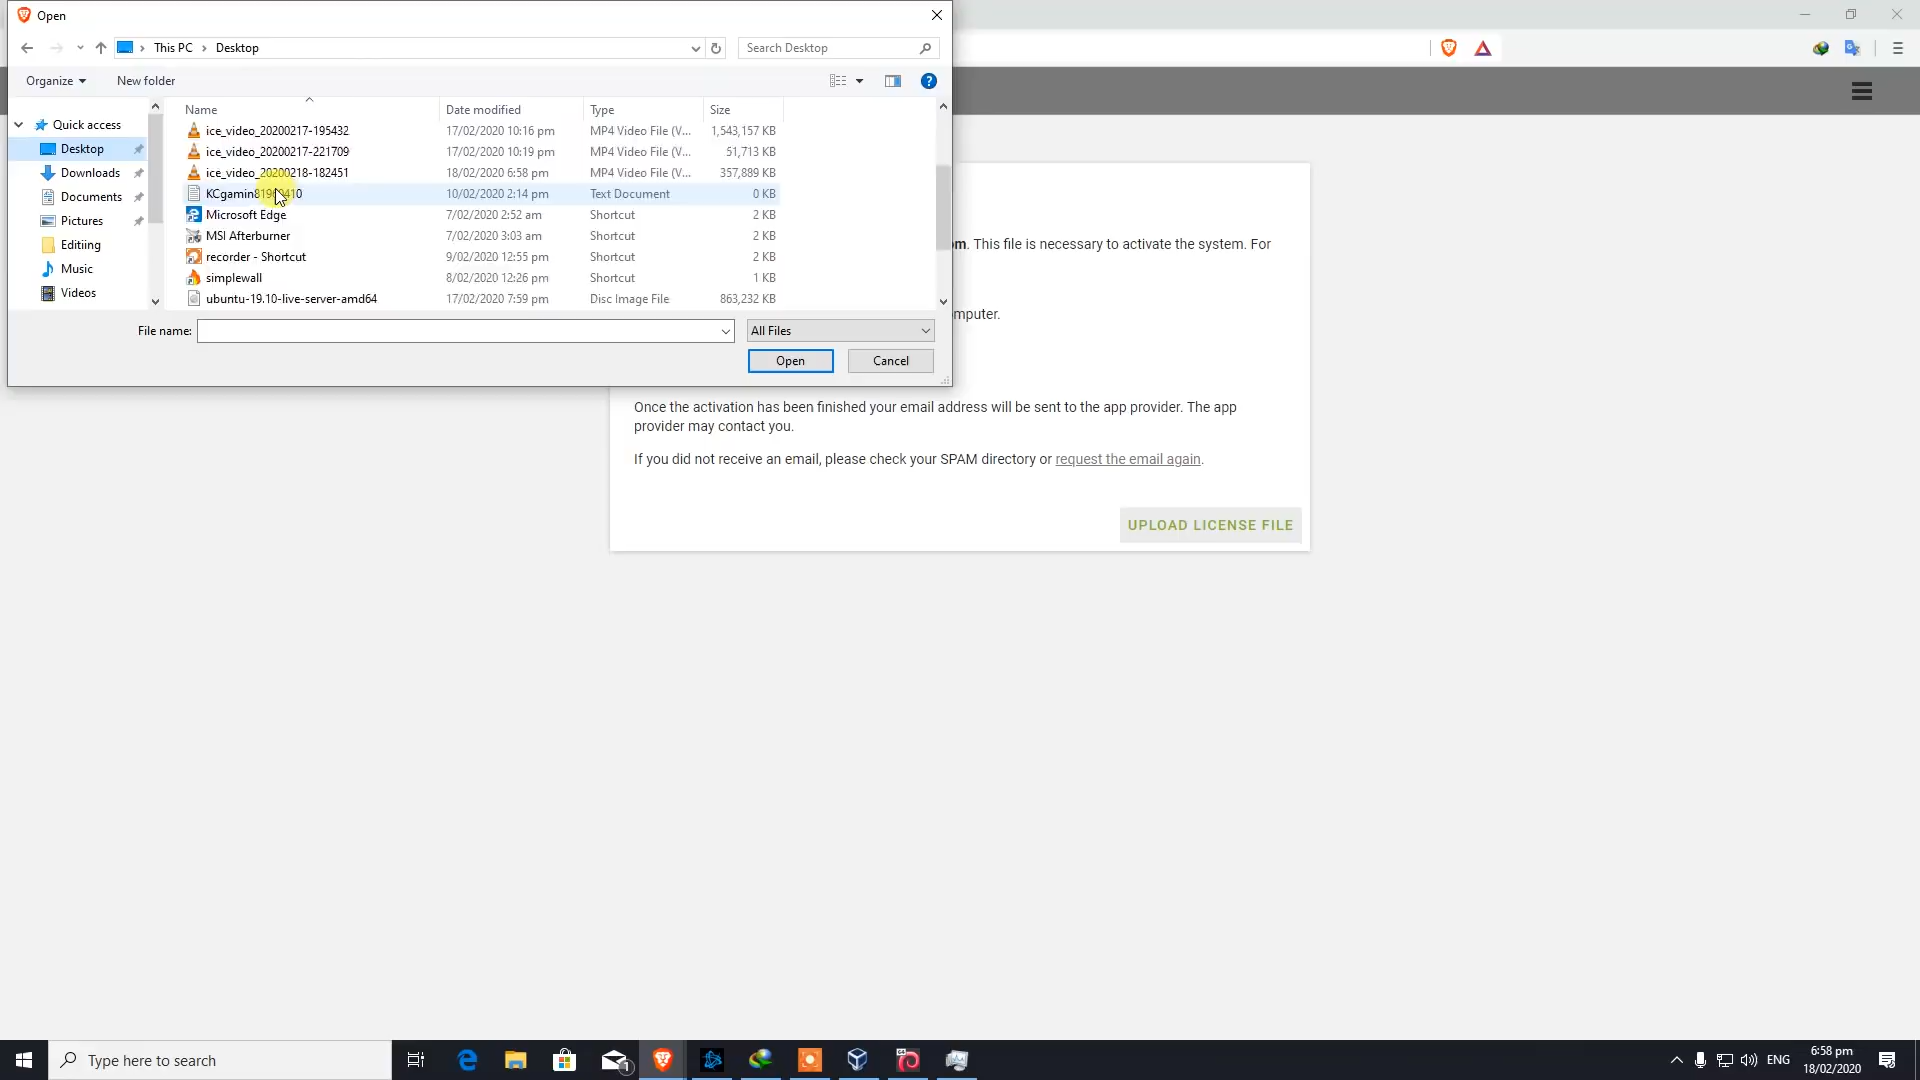 Open
This PC
Desktop
Search Desktop
Organize
New folder
Name
Date modified
Type
Size
Quick access
Desktop
Downloads
Documents
Pictures
Editiing
Music
Videos
ice_video_20200217-195432 17/02/2020 10:16 pm MP4 Video File (V... 1,543,157 KB
ice_video_20200217-221709 17/02/2020 10:19 pm MP4 Video File (V... 51,713 KB
ice_video_20200218-182451 18/02/2020 6:58 pm MP4 Video File (V... 357,889 KB
10/02/2020 2:14 pm Text Document 0 KB
Microsoft Edge 7/02/2020 2:52 am Shortcut 2 KB
MSI Afterburner 7/02/2020 3:03 am Shortcut 2 KB
recorder - Shortcut 9/02/2020 12:55 pm Shortcut 2 KB
simplewall 8/02/2020 12:26 pm Shortcut 1 KB
ubuntu-19.10-live-server-amd64 17/02/2020 7:59 pm Disc Image File 863,232 KB
File name:
All Files
Open
Cancel
om. This file is necessary to activate the system. For
mputer.
Once the activation has been finished your email address will be sent to the app provider. The app
provider may contact you.
If you did not receive an email, please check your SPAM directory or request the email again.
UPLOAD LICENSE FILE
Type here to search
1
ENG
6:58 pm
18/02/2020